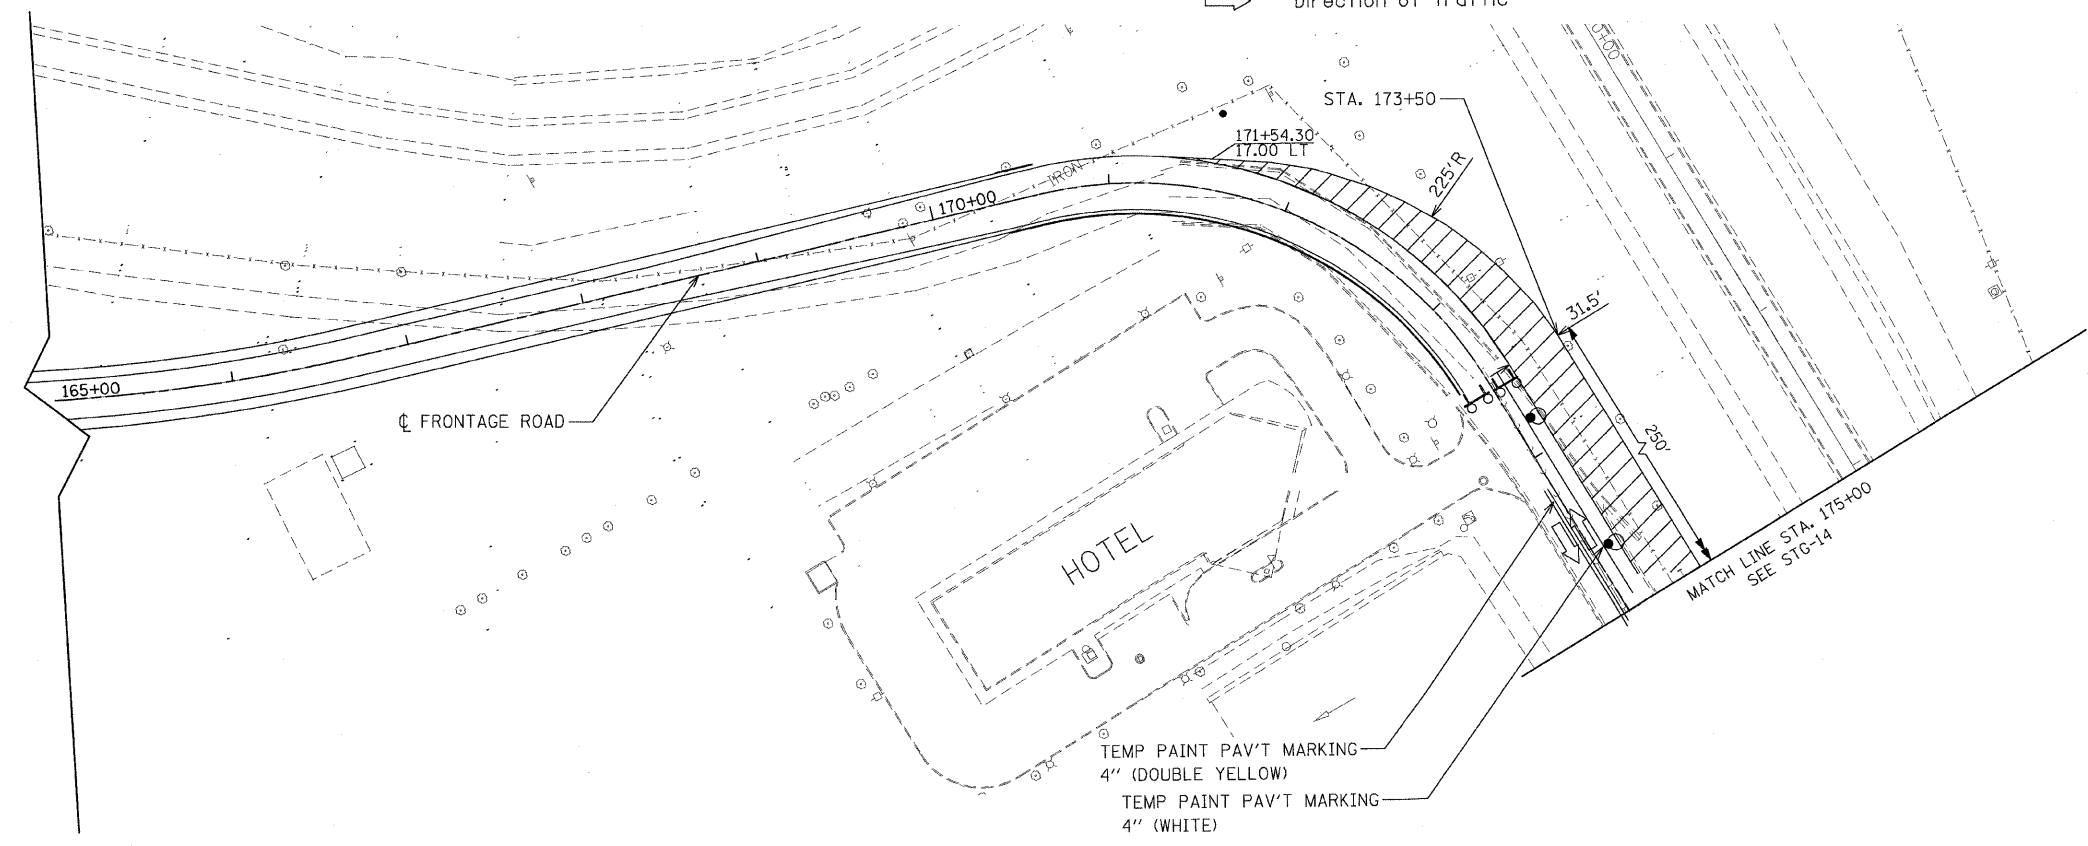 Direction of Traffic
0+00
STA. 173+50
171+54.30
17.00 LT
225' R
IRON
170+00
31.5'
165+00
℄ FRONTAGE ROAD
250'
HOTEL
MATCH LINE STA. 175+00
SEE STG-14
TEMP PAINT PAV'T MARKING
4" (DOUBLE YELLOW)
TEMP PAINT PAV'T MARKING
4" (WHITE)